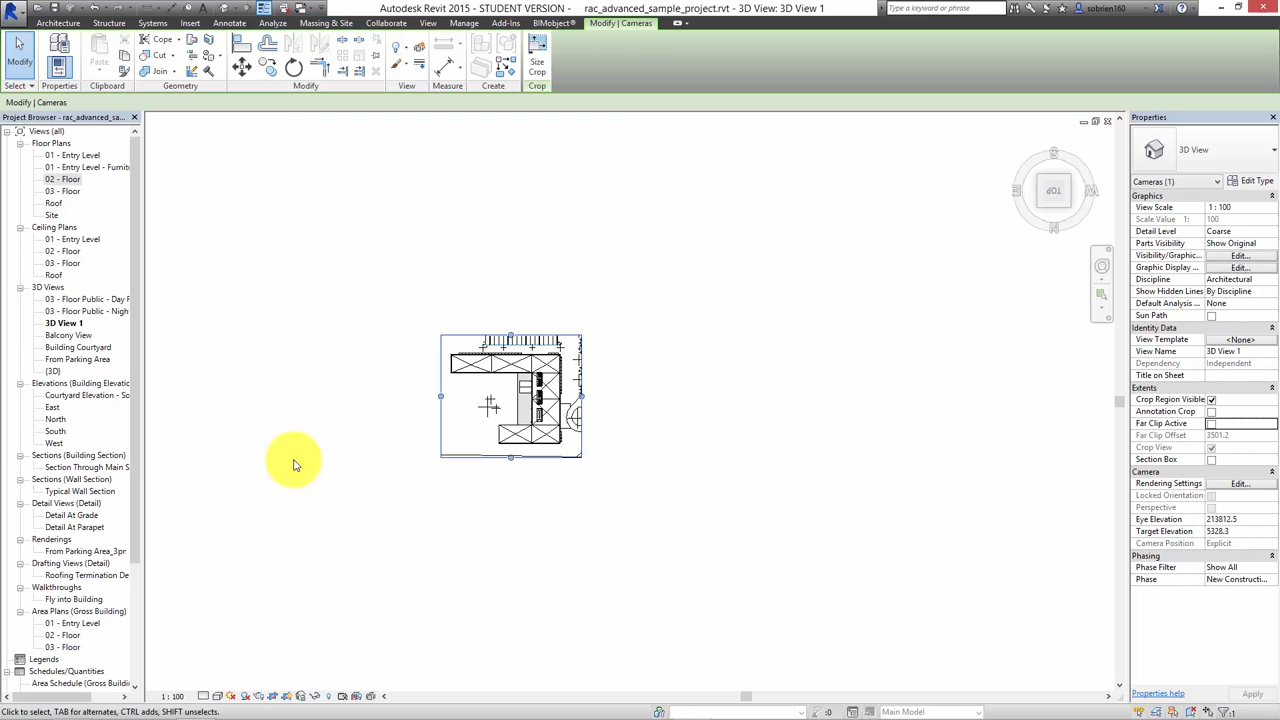 Autodesk Revit 2015 - STUDENT VERSION - rac_advanced_sample_project.rvt - 3D View: 3D View 1
Type a keyword or phrase
sobrien160
Architecture Structure Systems Insert Annotate Analyze Massing & Site Collaborate View Manage Add-Ins BIMobject® Modify | Cameras
Modify
Paste
Cope
Cut
Join
Size
Crop
Select Properties Clipboard Geometry Modify View Measure Create Crop
Modify | Cameras
Project Browser - rac_advanced_sa...
Views (all)
Floor Plans
01 - Entry Level
01 - Entry Level - Furnit
02 - Floor
03 - Floor
Roof
Site
Ceiling Plans
01 - Entry Level
02 - Floor
03 - Floor
Roof
3D Views
03 - Floor Public - Day F
03 - Floor Public - Nigh
3D View 1
Balcony View
Building Courtyard
From Parking Area
{3D}
Elevations (Building Elevatic
Courtyard Elevation - So
East
North
South
West
Sections (Building Section)
Section Through Main S
Sections (Wall Section)
Typical Wall Section
Detail Views (Detail)
Detail At Grade
Detail At Parapet
Renderings
From Parking Area_3pr
Drafting Views (Detail)
Roofing Termination De
Walkthroughs
Fly into Building
Area Plans (Gross Building)
01 - Entry Level
02 - Floor
03 - Floor
Legends
Schedules/Quantities
Area Schedule (Gross Buil
S
E
TOP
W
N
Properties
3D View
Cameras (1)
Edit Type
Graphics
View Scale 1 : 100
Scale Value 1: 100
Detail Level Coarse
Parts Visibility Show Original
Visibility/Graphic... Edit...
Graphic Display ... Edit...
Discipline Architectural
Show Hidden Lines By Discipline
Default Analysis ... None
Sun Path
Identity Data
View Template <None>
View Name 3D View 1
Dependency Independent
Title on Sheet
Extents
Crop Region Visible
Annotation Crop
Far Clip Active
Far Clip Offset 3501.2
Crop View
Section Box
Camera
Rendering Settings Edit...
Locked Orientation
Perspective
Eye Elevation 213812.5
Target Elevation 5328.3
Camera Position Explicit
Phasing
Phase Filter Show All
Phase New Constructi...
Properties help
Apply
1 : 100
Click to select, TAB for alternates, CTRL adds, SHIFT unselects.
:0
Main Model
:1